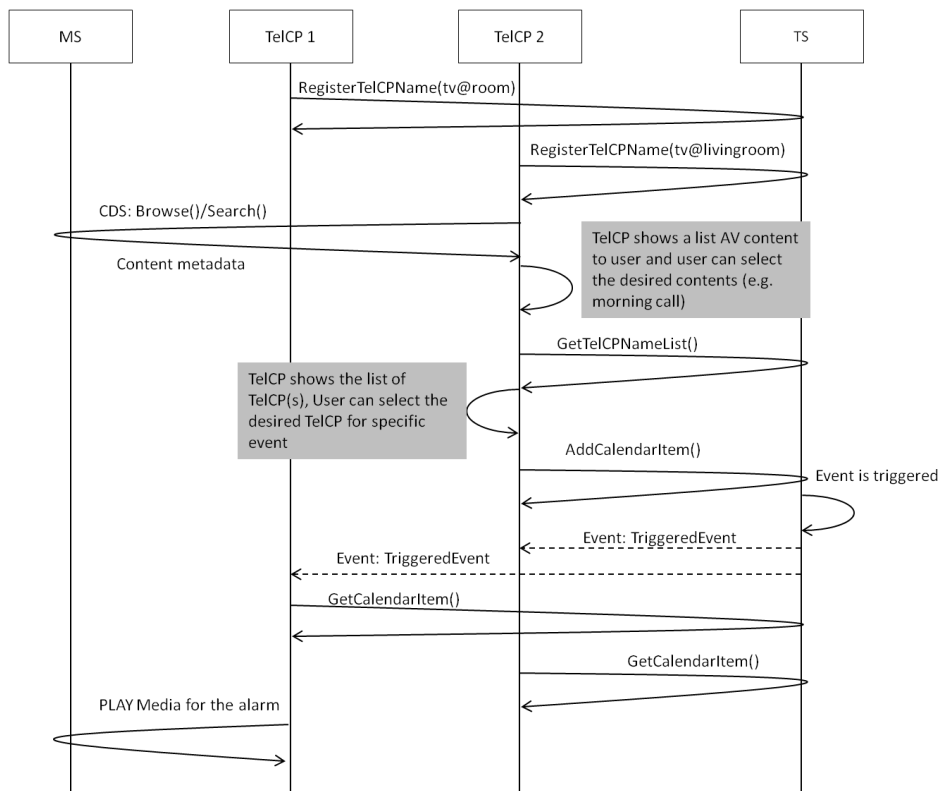 MS
TelCP 1
TelCP 2
TS
RegisterTelCPName(tv@room)
RegisterTelCPName(tv@livingroom)
CDS: Browse()/Search()
Content metadata
TelCP shows a list AV content
to user and user can select
the desired contents (e.g.
morning call)
GetTelCPNameList()
TelCP shows the list of
TelCP(s), User can select the
desired TelCP for specific
event
AddCalendarItem()
Event is triggered
Event: TriggeredEvent
Event: TriggeredEvent
GetCalendarItem()
GetCalendarItem()
PLAY Media for the alarm